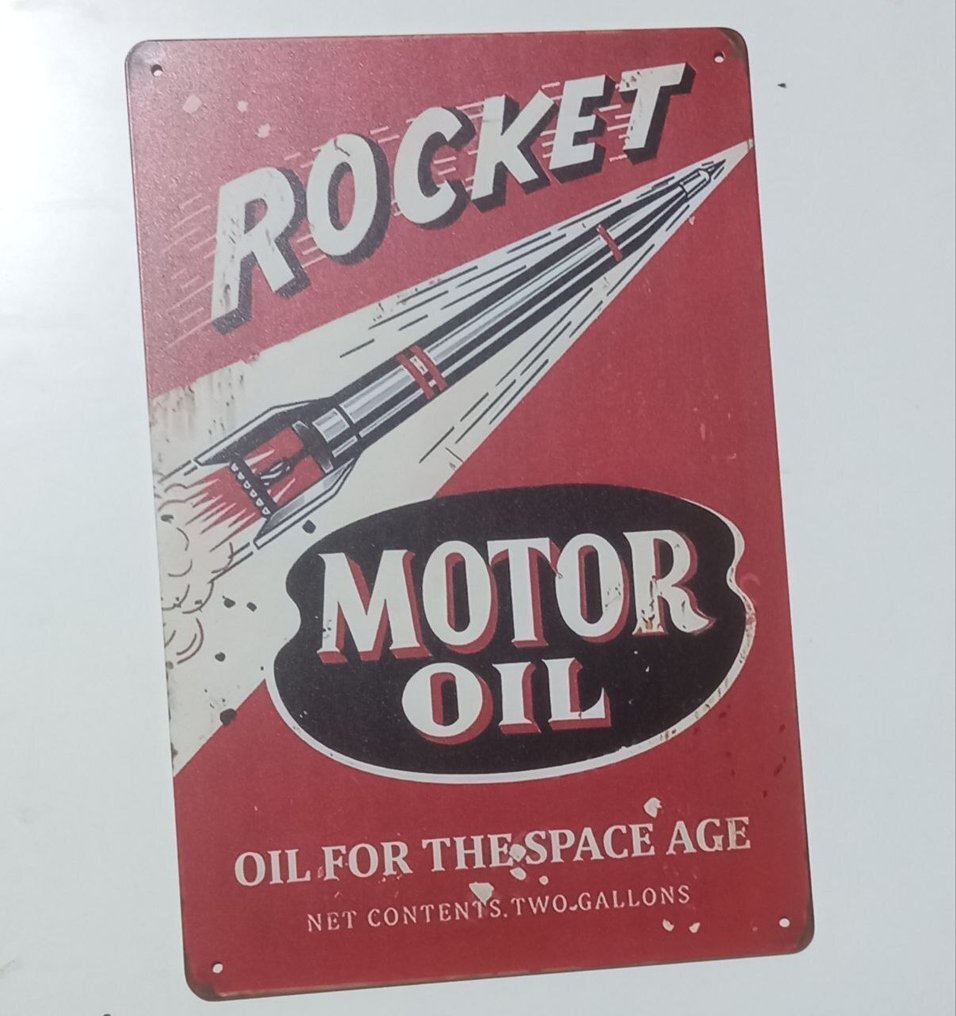 ROCKET
MOTOR
OIL
OIL FOR THE SPACE AGE
NET CONTENTS. TWO GALLONS